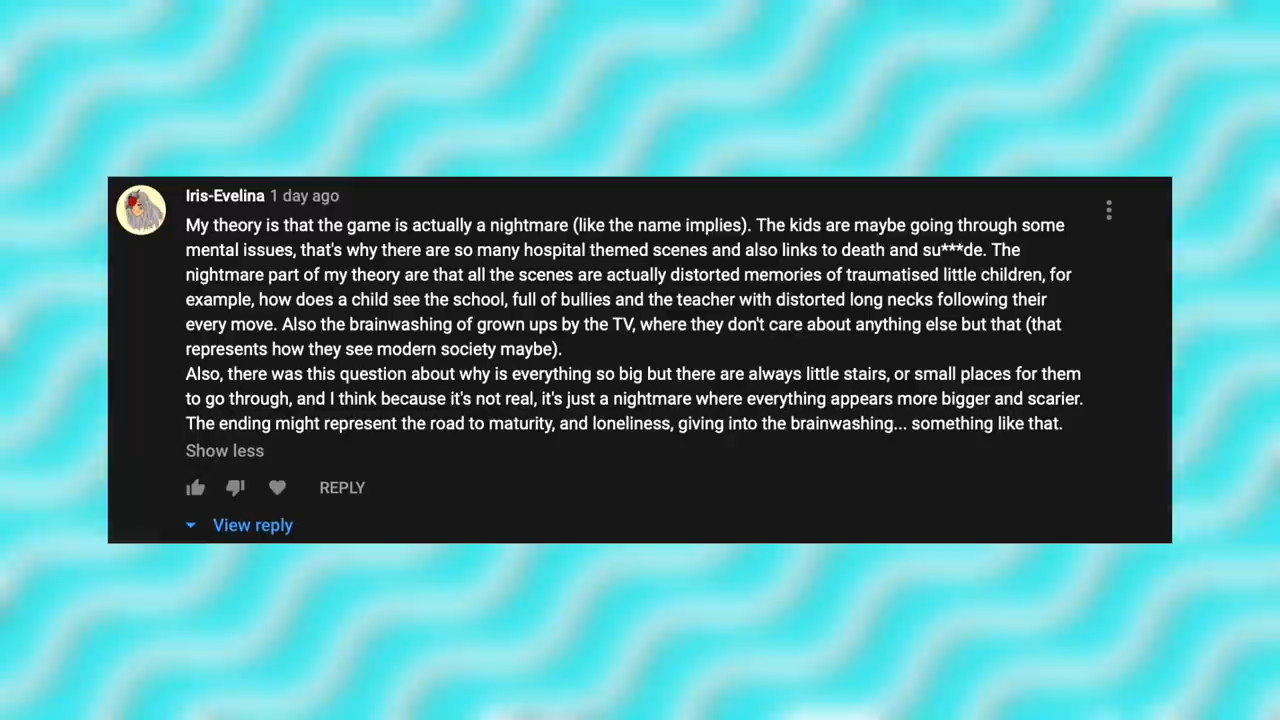 Iris-Evelina 1 day ago
My theory is that the game is actually a nightmare (like the name implies). The kids are maybe going through some
mental issues, that's why there are so many hospital themed scenes and also links to death and su***de. The
nightmare part of my theory are that all the scenes are actually distorted memories of traumatised little children, for
example, how does a child see the school, full of bullies and the teacher with distorted long necks following their
every move. Also the brainwashing of grown ups by the TV, where they don't care about anything else but that (that
represents how they see modern society maybe).
Also, there was this question about why is everything so big but there are always little stairs, or small places for them
to go through, and I think because it's not real, it's just a nightmare where everything appears more bigger and scarier.
The ending might represent the road to maturity, and loneliness, giving into the brainwashing... something like that.
Show less
REPLY
View reply